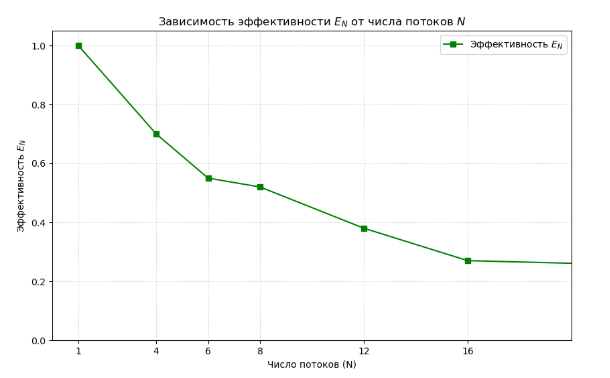 Зависимость эффективности E_N от числа потоков N
Эффективность E_N
1.0
0.8
0.6
0.4
0.2
0.0
Эффективность E_N
1 4 6 8 12 16
Число потоков (N)